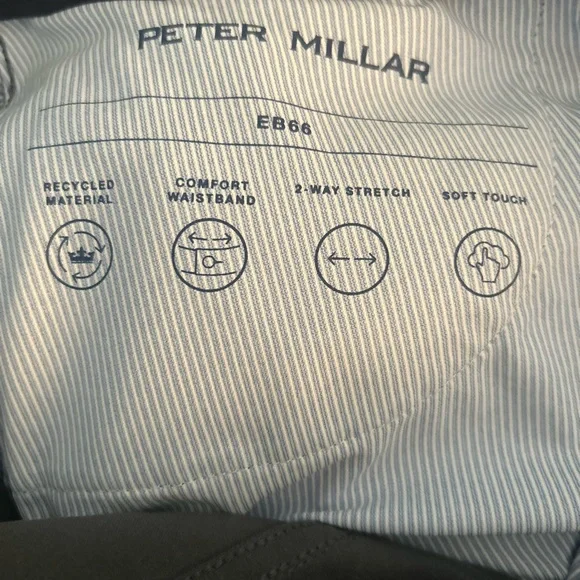 PETER MILLAR
EB66
RECYCLED
MATERIAL
COMFORT
WAISTBAND
2-WAY STRETCH
SOFT TOUCH